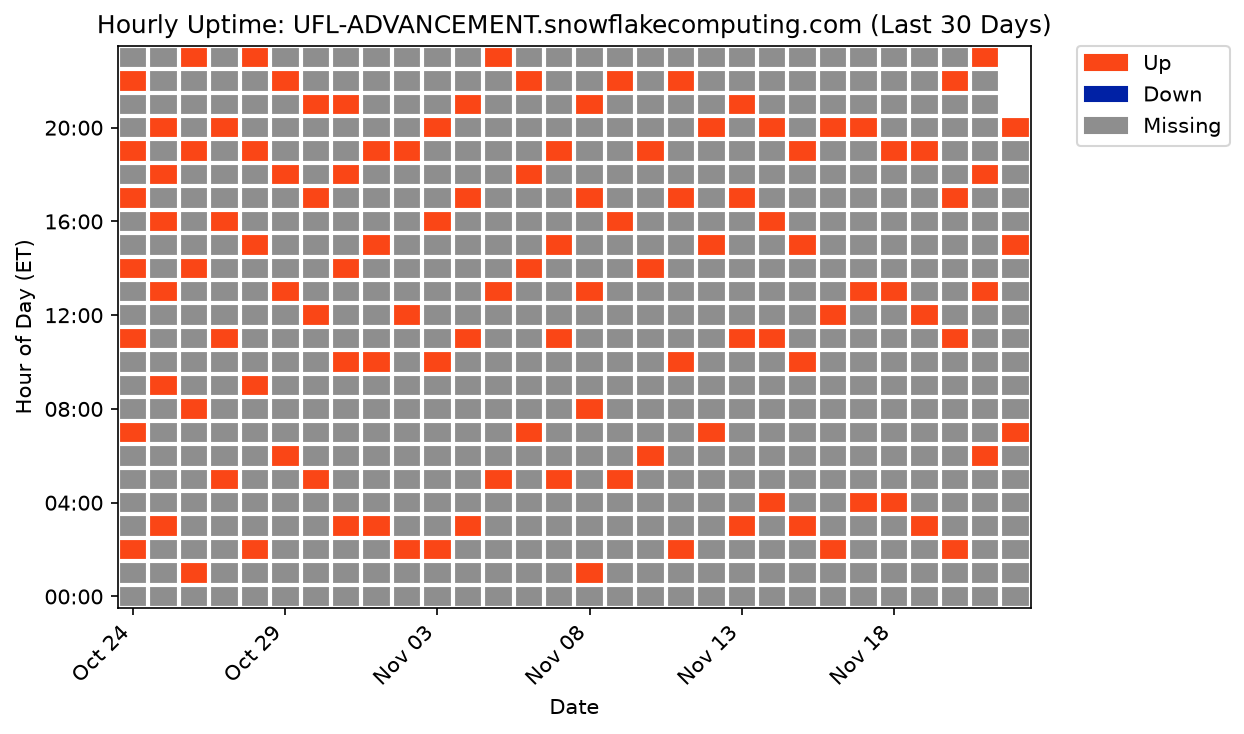 Hourly Uptime: UFL-ADVANCEMENT.snowflakecomputing.com (Last 30 Days)
Up
Down
Missing
20:00
16:00
12:00
08:00
04:00
00:00
Hour of Day (ET)
Oct 24
Oct 29
Nov 03
Nov 08
Nov 13
Nov 18
Date